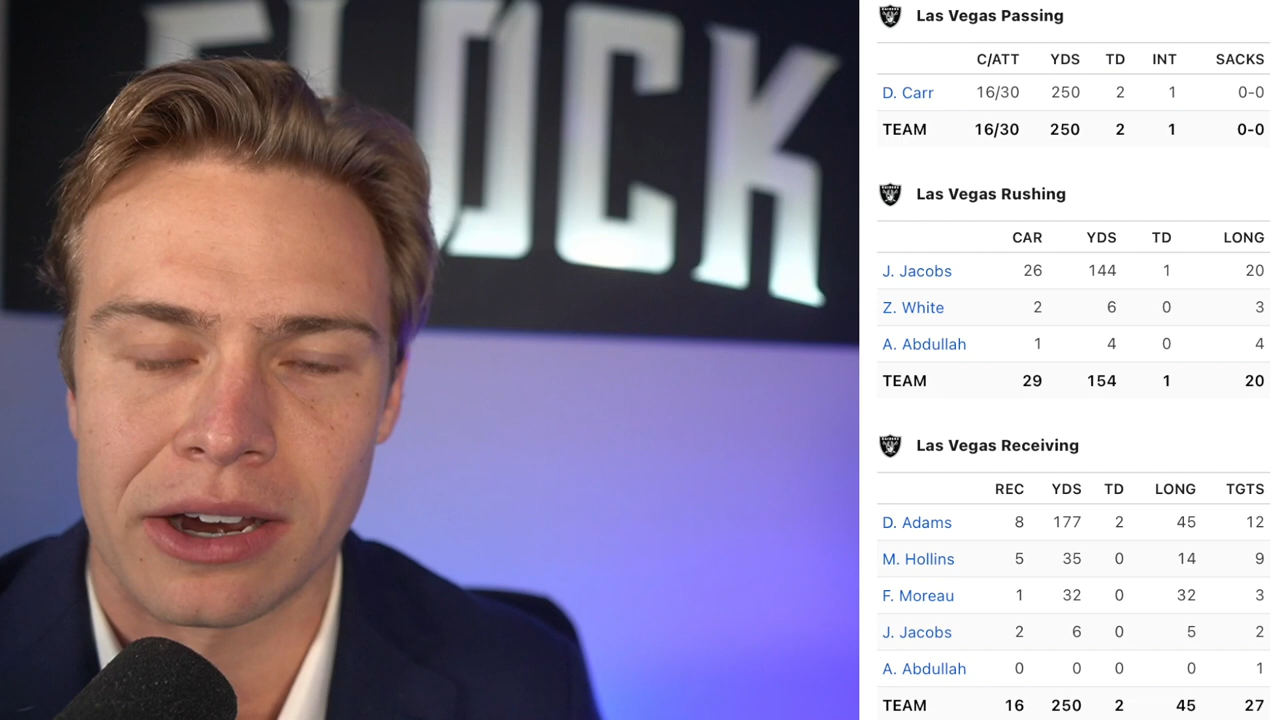 FLOCK
Las Vegas Passing
C/ATT YDS TD INT SACKS
D. Carr 16/30 250 2 1 0-0
TEAM 16/30 250 2 1 0-0
Las Vegas Rushing
CAR YDS TD LONG
J. Jacobs 26 144 1 20
Z. White 2 6 0 3
A. Abdullah 1 4 0 4
TEAM 29 154 1 20
Las Vegas Receiving
REC YDS TD LONG TGTS
D. Adams 8 177 2 45 12
M. Hollins 5 35 0 14 9
F. Moreau 1 32 0 32 3
J. Jacobs 2 6 0 5 2
A. Abdullah 0 0 0 0 1
TEAM 16 250 2 45 27